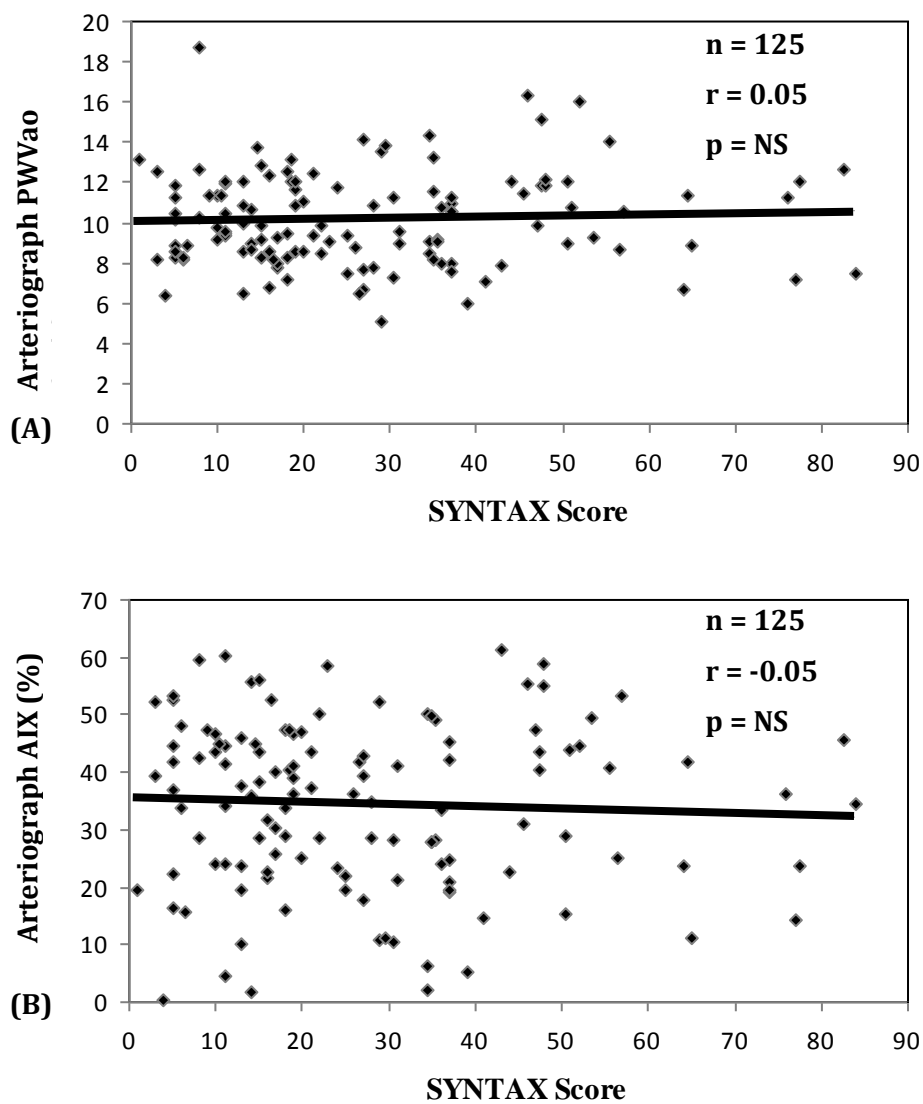 20
18
16
14
12
10
8
6
4
2
0
Arteriograph PWVao
n = 125
r = 0.05
p = NS
(A)
0 10 20 30 40 50 60 70 80 90
SYNTAX Score
70
60
50
40
30
20
10
0
Arteriograph AIX (%)
n = 125
r = -0.05
p = NS
(B)
0 10 20 30 40 50 60 70 80 90
SYNTAX Score